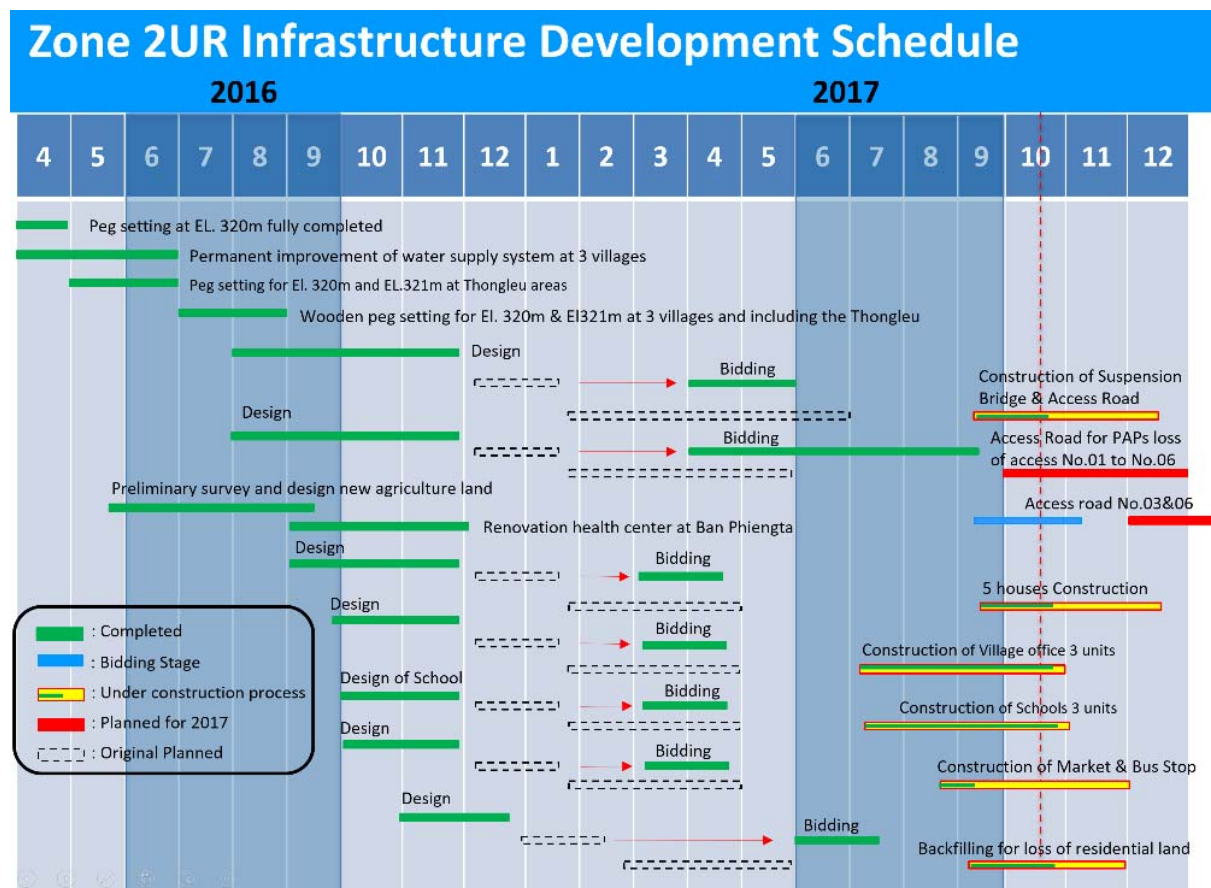 Zone 2UR Infrastructure Development Schedule
2016 2017
4 5 6 7 8 9 10 11 12 1 2 3 4 5 6 7 8 9 10 11 12
Peg setting at EL. 320m fully completed
Permanent improvement of water supply system at 3 villages
Peg setting for El. 320m and EL.321m at Thongleu areas
Wooden peg setting for El. 320m & El321m at 3 villages and including the Thongleu
Design
Bidding
Construction of Suspension
Bridge & Access Road
Design
Bidding
Access Road for PAPs loss
of access No.01 to No.06
Preliminary survey and design new agriculture land
Access road No.03&06
Renovation health center at Ban Phiengta
Design
Bidding
5 houses Construction
Design
Bidding
Construction of Village office 3 units
Design of School
Bidding
Construction of Schools 3 units
Design
Bidding
Construction of Market & Bus Stop
Design
Bidding
Backfilling for loss of residential land
: Completed
: Bidding Stage
: Under construction process
: Planned for 2017
: Original Planned